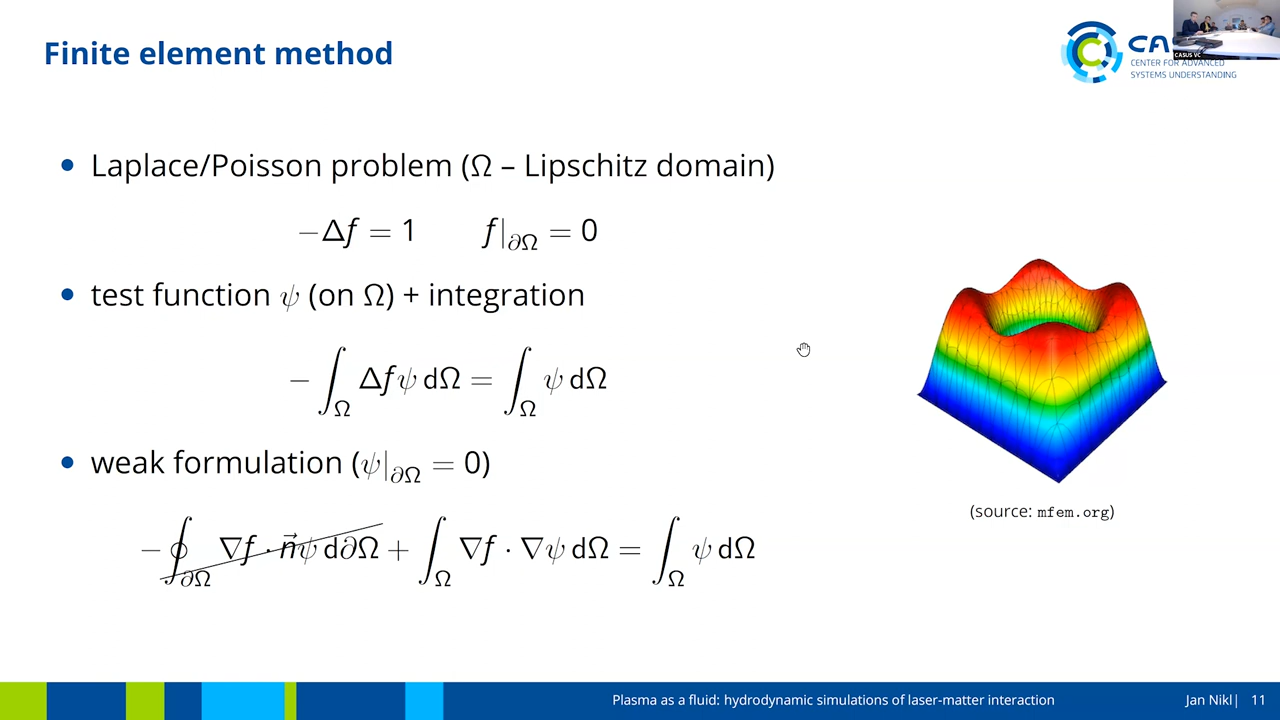 Finite element method
CA
CENTER FOR ADVANCED
SYSTEMS UNDERSTANDING
CASUS VC
• Laplace/Poisson problem (Ω – Lipschitz domain)
−Δf = 1 f|∂Ω = 0
• test function ψ (on Ω) + integration
− ∫Ω Δfψ dΩ = ∫Ω ψ dΩ
• weak formulation (ψ|∂Ω = 0)
− ∮∂Ω ∇f · n⃗ψ d∂Ω + ∫Ω ∇f · ∇ψ dΩ = ∫Ω ψ dΩ
(source: mfem.org)
Plasma as a fluid: hydrodynamic simulations of laser-matter interaction
Jan Nikl| 11